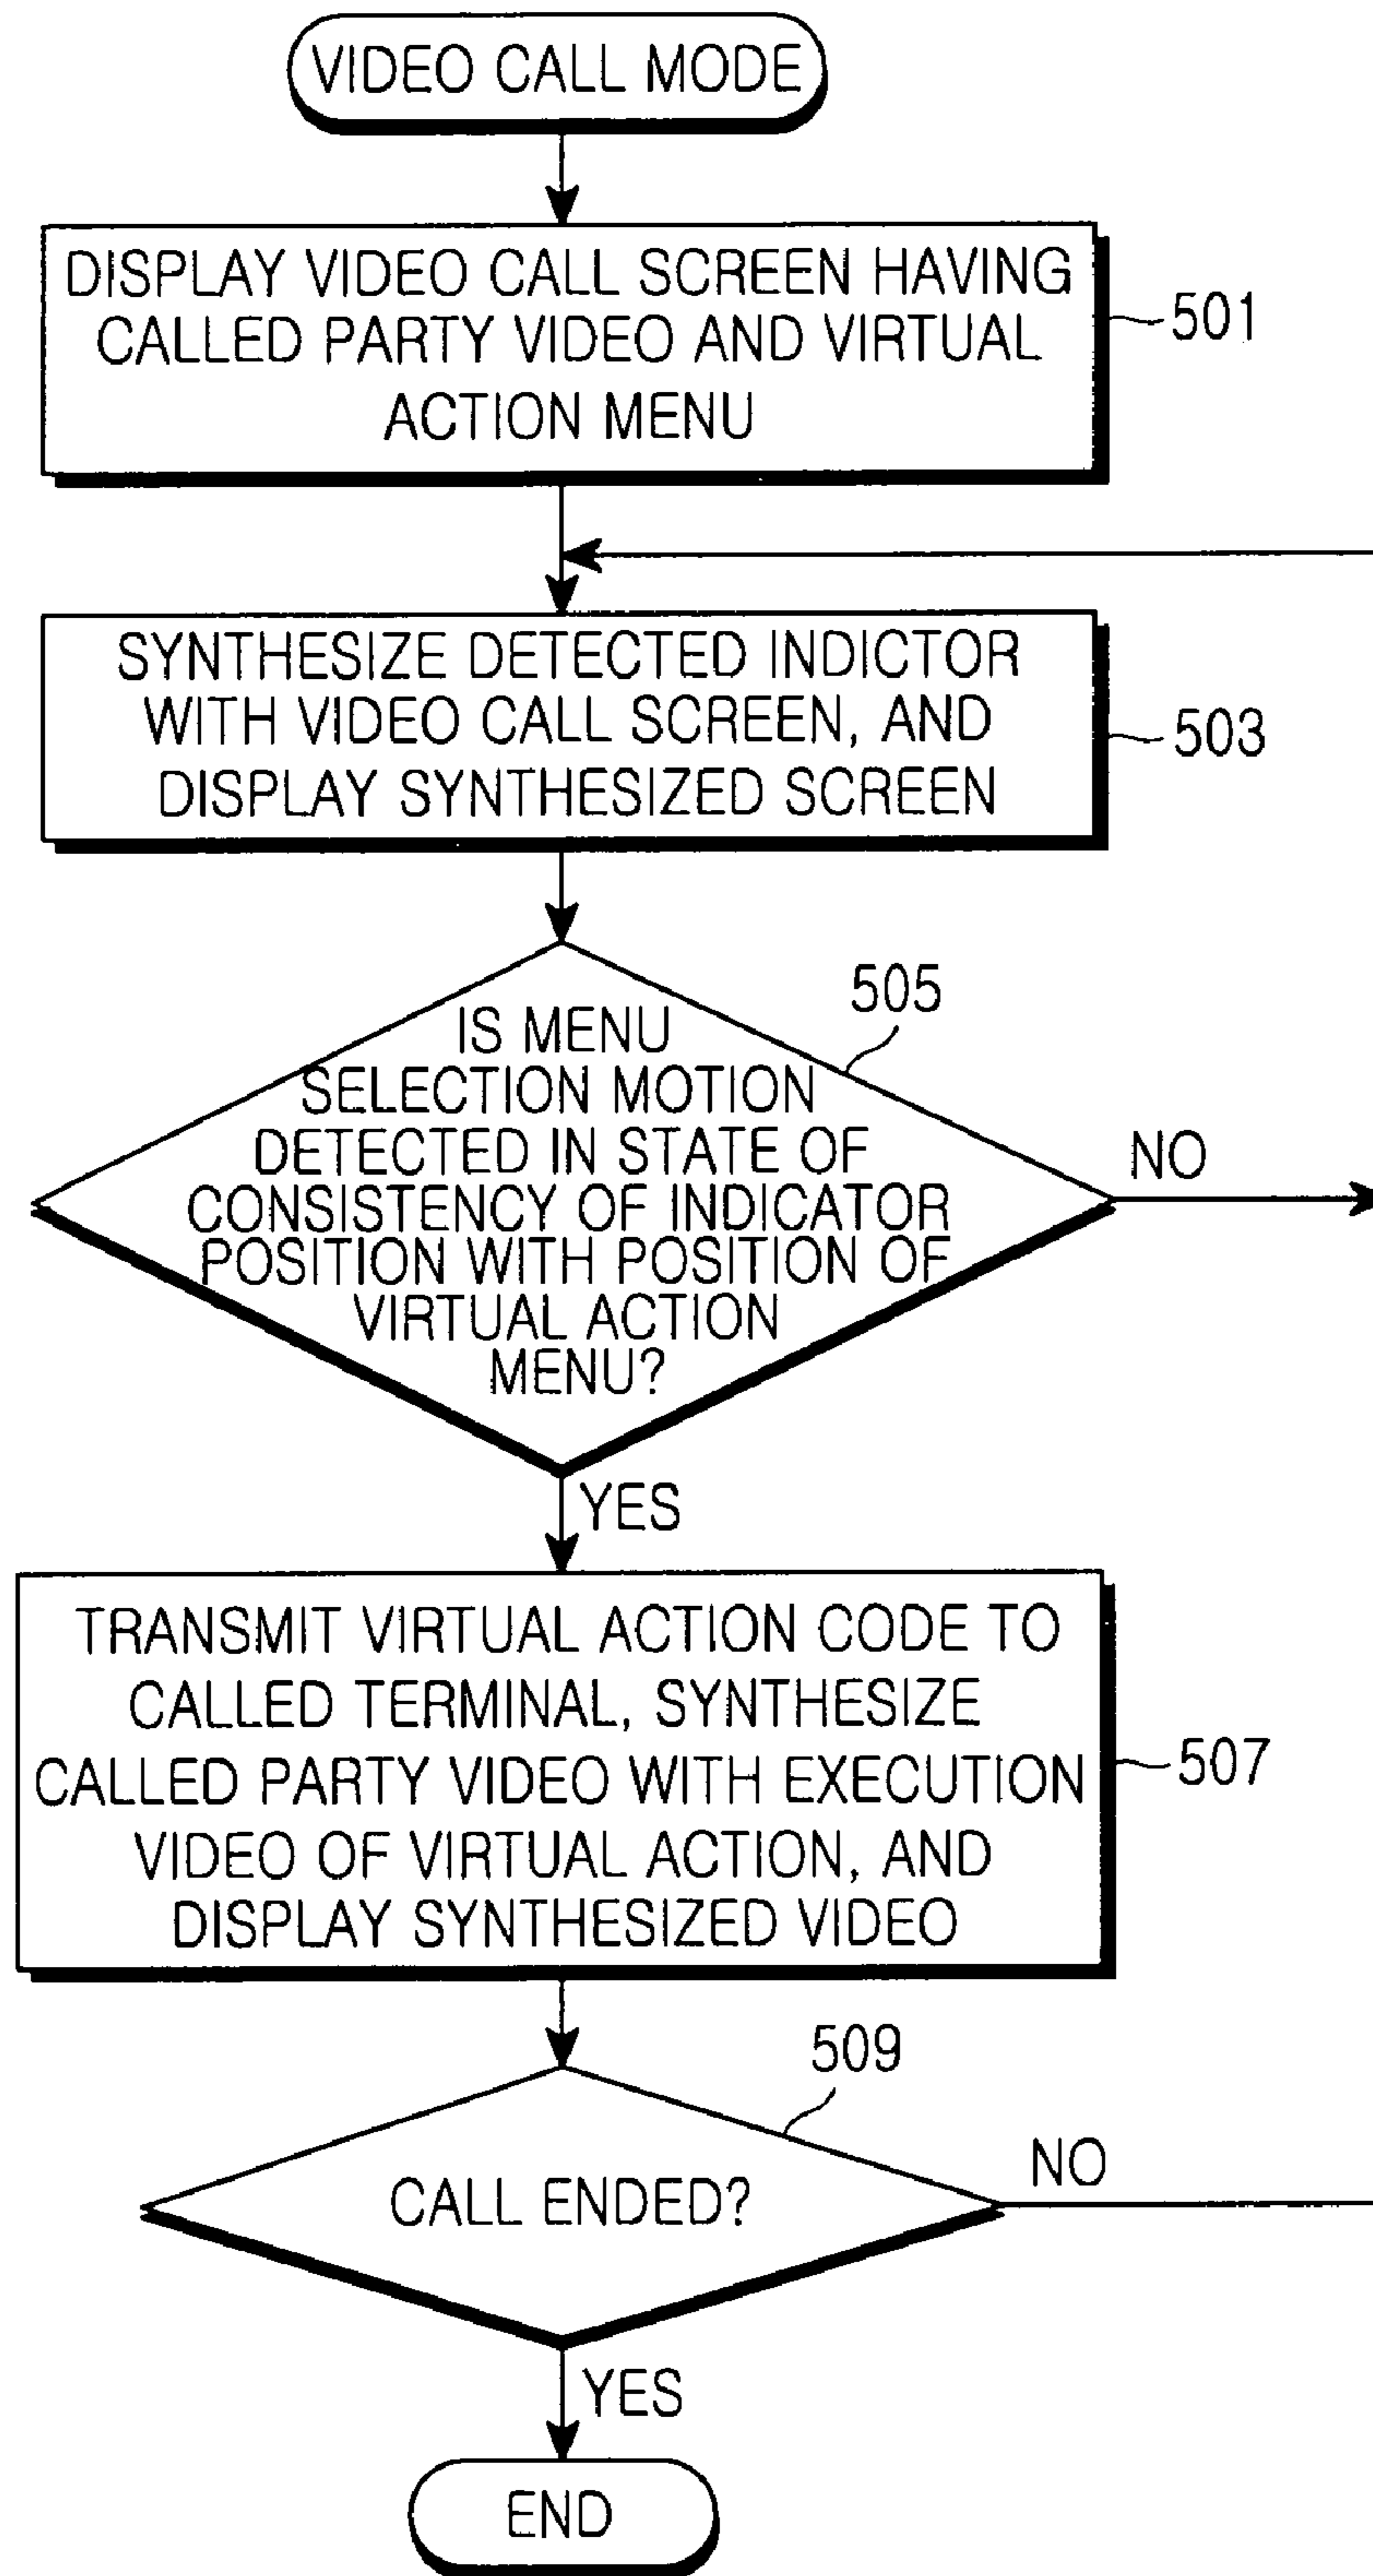 VIDEO CALL MODE
DISPLAY VIDEO CALL SCREEN HAVING
CALLED PARTY VIDEO AND VIRTUAL
ACTION MENU
501
SYNTHESIZE DETECTED INDICTOR
WITH VIDEO CALL SCREEN, AND
DISPLAY SYNTHESIZED SCREEN
503
505
IS MENU
SELECTION MOTION
DETECTED IN STATE OF
CONSISTENCY OF INDICATOR
POSITION WITH POSITION OF
VIRTUAL ACTION
MENU?
NO
YES
TRANSMIT VIRTUAL ACTION CODE TO
CALLED TERMINAL, SYNTHESIZE
CALLED PARTY VIDEO WITH EXECUTION
VIDEO OF VIRTUAL ACTION, AND
DISPLAY SYNTHESIZED VIDEO
507
509
CALL ENDED?
NO
YES
END